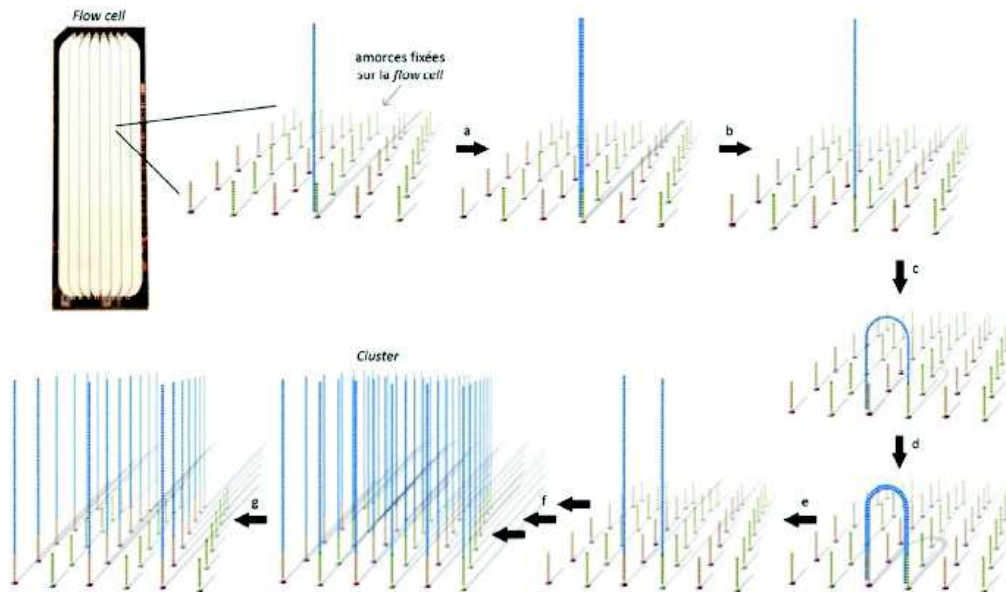 Flow cell
amorces fixées
sur la flow cell
a
b
c
d
e
f
g
Cluster